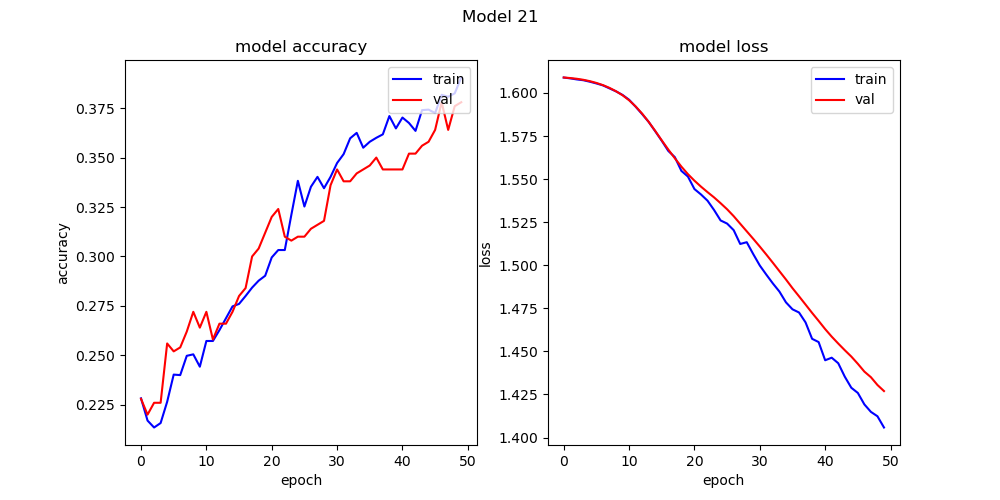 Model 21
model accuracy
accuracy
0.375
0.350
0.325
0.300
0.275
0.250
0.225
0 10 20 30 40 50
epoch
train
val
model loss
loss
1.600
1.575
1.550
1.525
1.500
1.475
1.450
1.425
1.400
0 10 20 30 40 50
epoch
train
val